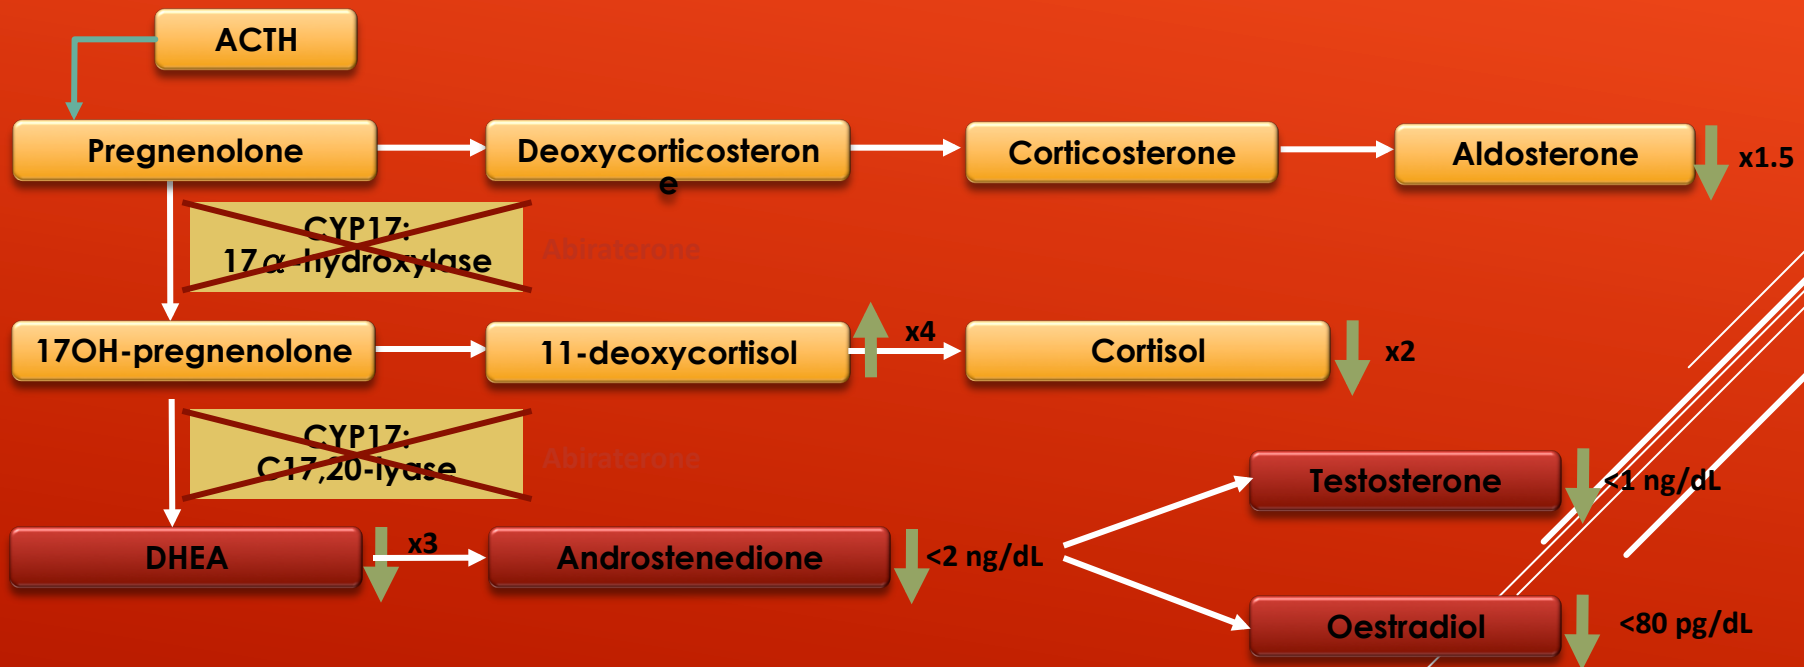 ACTH
Pregnenolone
Deoxycorticosteron
e
Corticosterone
Aldosterone
x1.5
CYP17:
17α-hydroxylase
Abiraterone
17OH-pregnenolone
11-deoxycortisol
x4
Cortisol
x2
CYP17:
C17,20-lyase
Abiraterone
DHEA
x3
Androstenedione
<2 ng/dL
Testosterone
<1 ng/dL
Oestradiol
<80 pg/dL